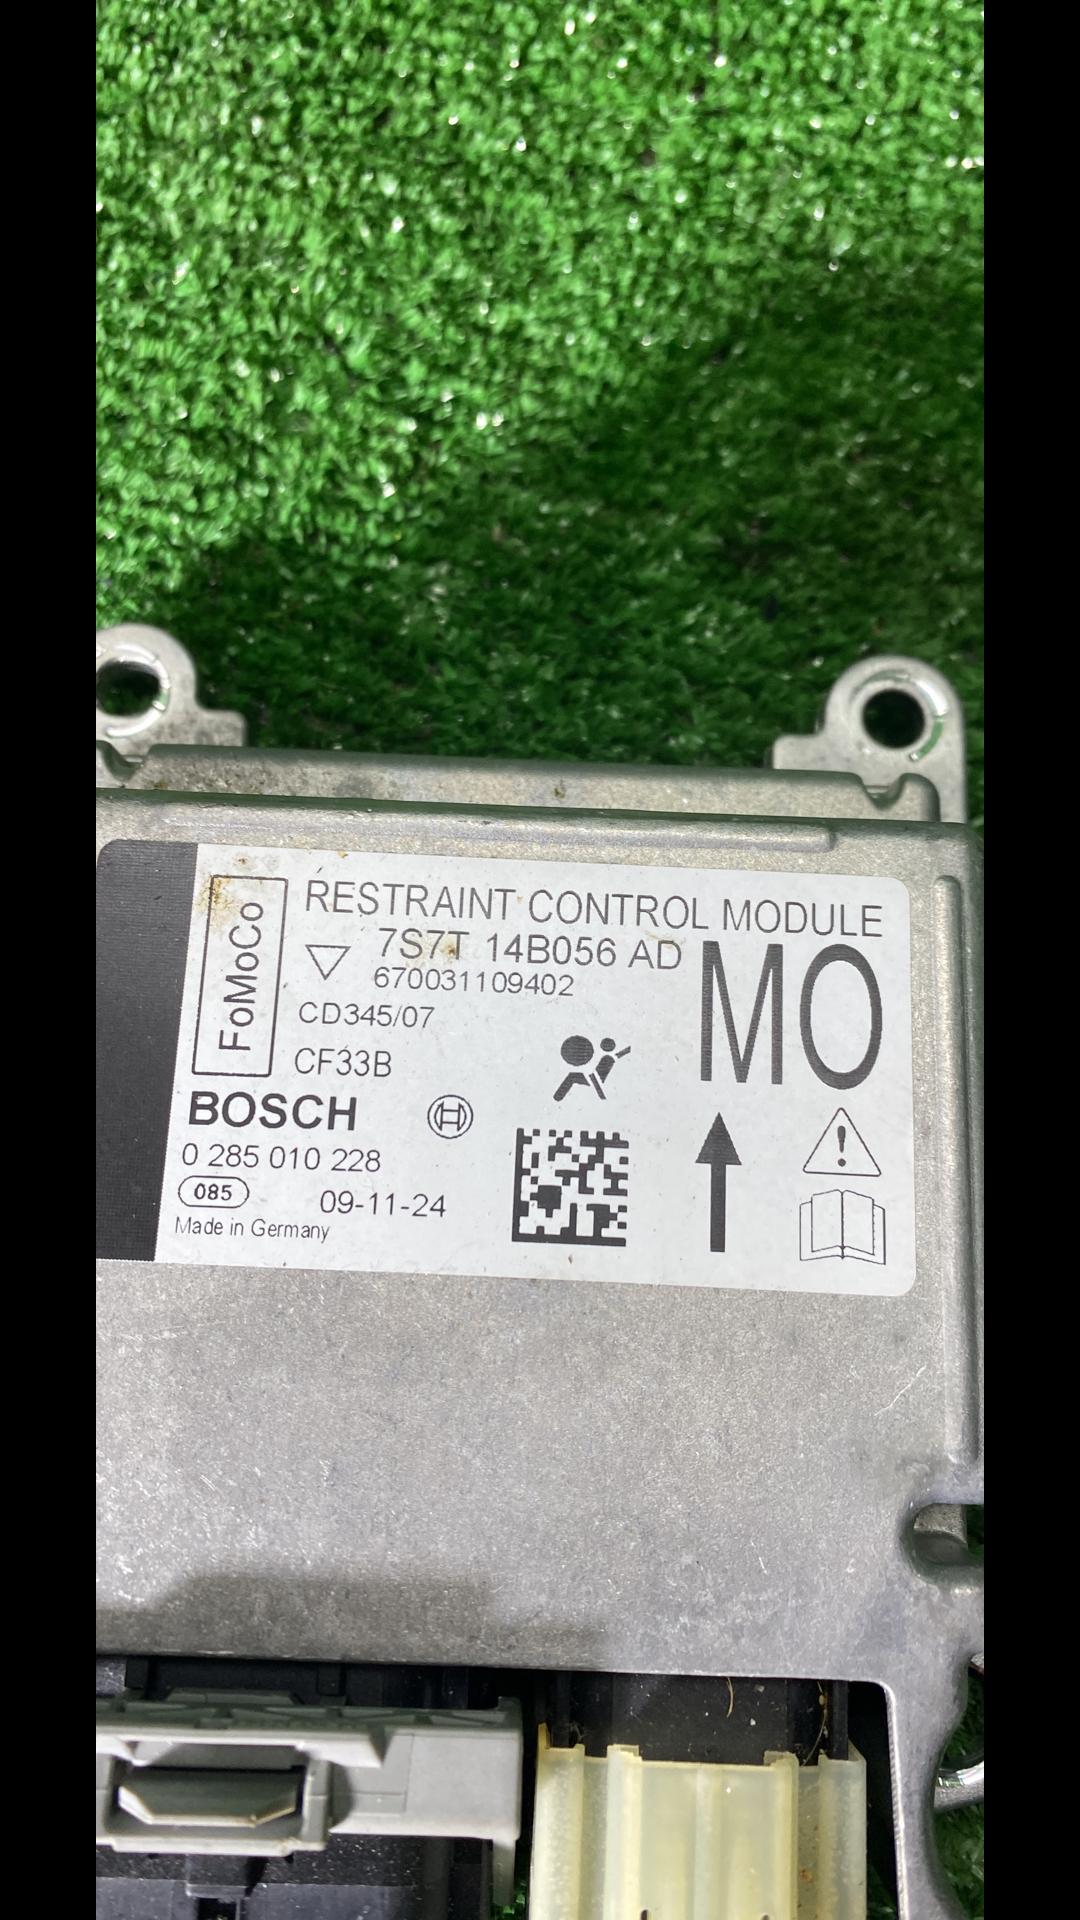 FoMoCo
RESTRAINT CONTROL MODULE
7S7T 14B056 AD
670031109402
MO
CD345/07
CF33B
BOSCH
0 285 010 228
085
09-11-24
Made in Germany